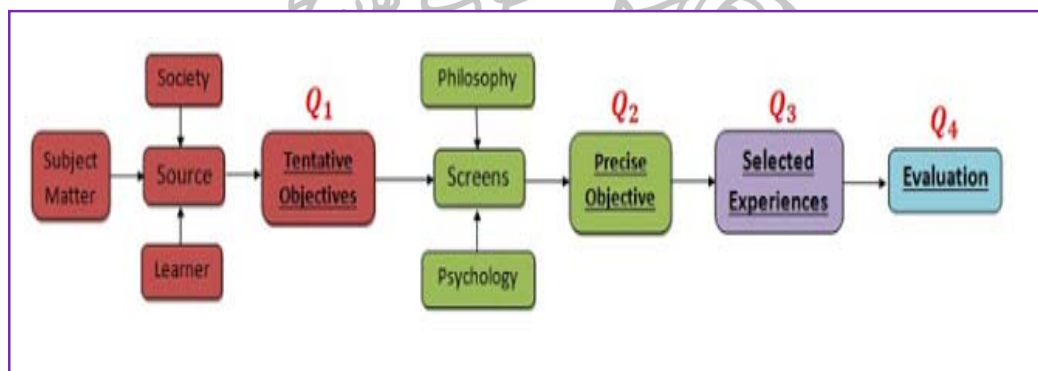 Society
Philosophy
Q₁
Q₂
Q₃
Q₄
Subject
Matter
Source
Tentative
Objectives
Screens
Precise
Objective
Selected
Experiences
Evaluation
Learner
Psychology